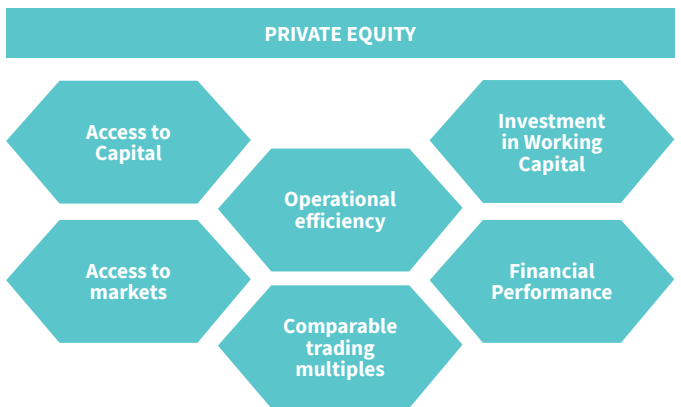 PRIVATE EQUITY
Access to
Capital
Access to
markets
Operational
efficiency
Comparable
trading
multiples
Investment
in Working
Capital
Financial
Performance